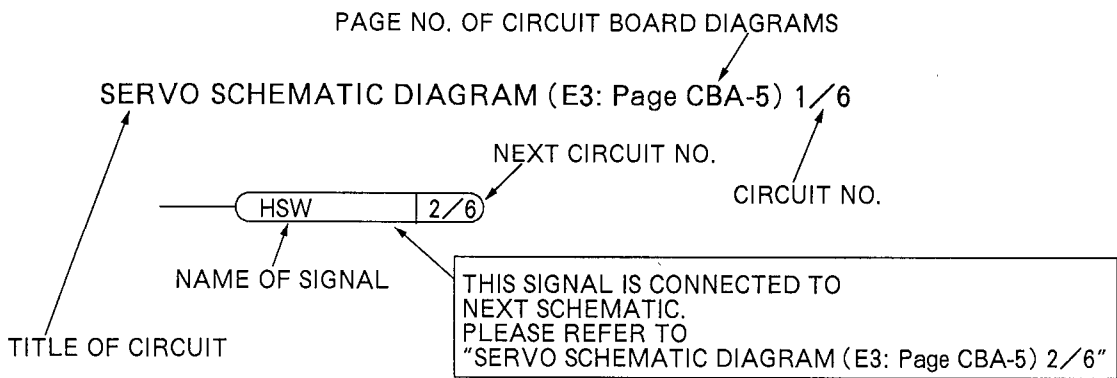 PAGE NO. OF CIRCUIT BOARD DIAGRAMS
SERVO SCHEMATIC DIAGRAM (E3: Page CBA-5) 1/6
NEXT CIRCUIT NO.
CIRCUIT NO.
HSW 2/6
NAME OF SIGNAL
THIS SIGNAL IS CONNECTED TO
NEXT SCHEMATIC.
PLEASE REFER TO
"SERVO SCHEMATIC DIAGRAM (E3: Page CBA-5) 2/6"
TITLE OF CIRCUIT